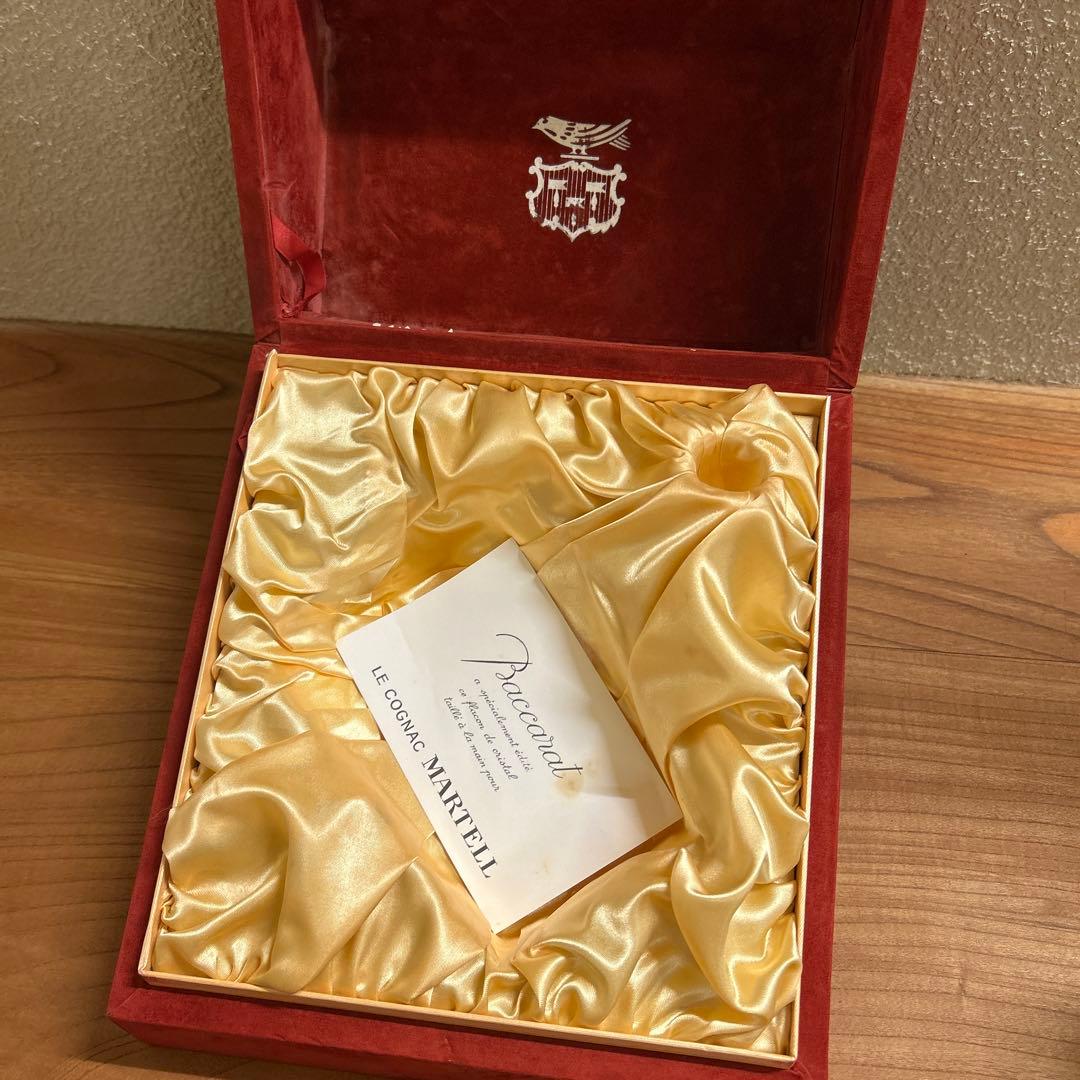 Baccarat
a spécialement édité
ce flacon de cristal
taillé à la main pour
LE COGNAC MARTELL